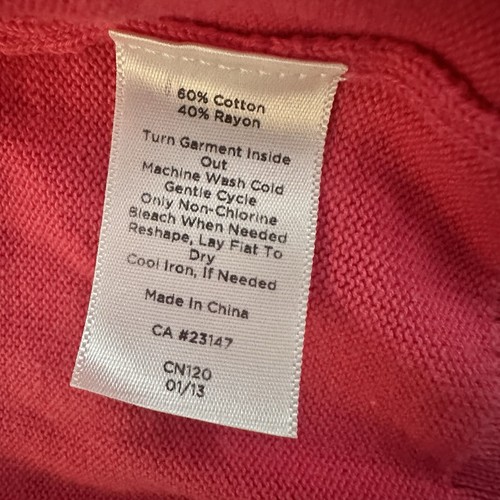 60% Cotton
40% Rayon
Turn Garment Inside
Out
Machine Wash Cold
Gentle Cycle
Only Non-Chlorine
Bleach When Needed
Reshape, Lay Flat To
Dry
Cool Iron, If Needed
Made In China
CA #23147
CN120
01/13